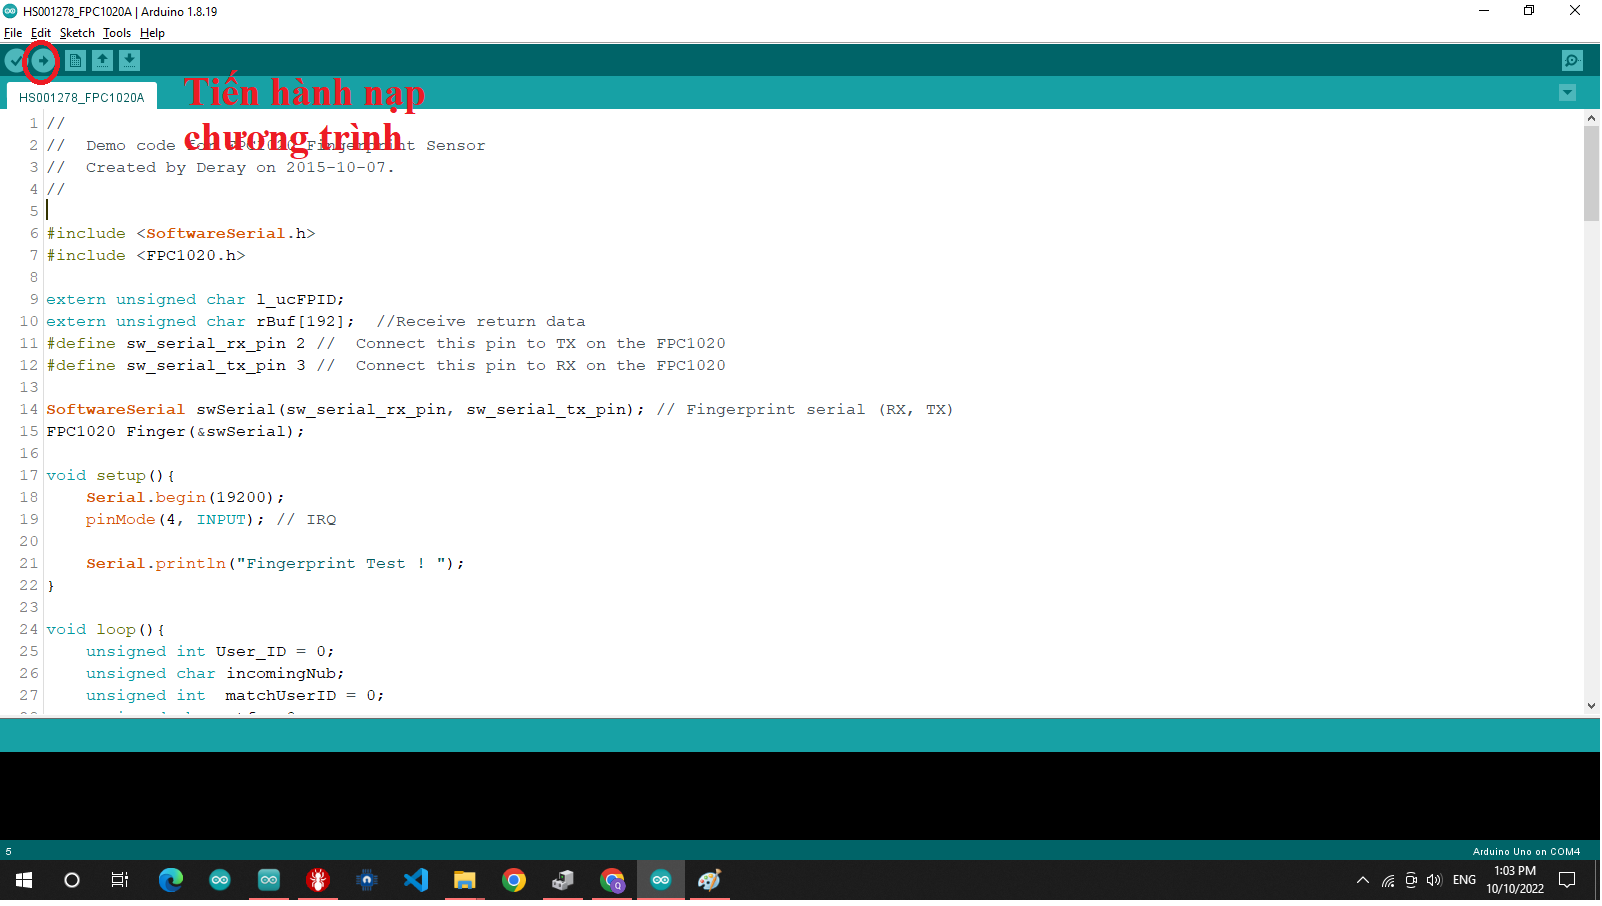 HS001278_FPC1020A | Arduino 1.8.19
File Edit Sketch Tools Help
Tiến hành nạp
chương trình
HS001278_FPC1020A
1 //
2 //  Demo code for FPC1020 Fingerprint Sensor
3 //  Created by Deray on 2015-10-07.
4 //
5
6 #include <SoftwareSerial.h>
7 #include <FPC1020.h>
8
9 extern unsigned char l_ucFPID;
10 extern unsigned char rBuf[192];  //Receive return data
11 #define sw_serial_rx_pin 2 //  Connect this pin to TX on the FPC1020
12 #define sw_serial_tx_pin 3 //  Connect this pin to RX on the FPC1020
13
14 SoftwareSerial swSerial(sw_serial_rx_pin, sw_serial_tx_pin); // Fingerprint serial (RX, TX)
15 FPC1020 Finger(&swSerial);
16
17 void setup(){
18     Serial.begin(19200);
19     pinMode(4, INPUT); // IRQ
20
21     Serial.println("Fingerprint Test ! ");
22 }
23
24 void loop(){
25     unsigned int User_ID = 0;
26     unsigned char incomingNub;
27     unsigned int  matchUserID = 0;
5
Arduino Uno on COM4
ENG
1:03 PM
10/10/2022